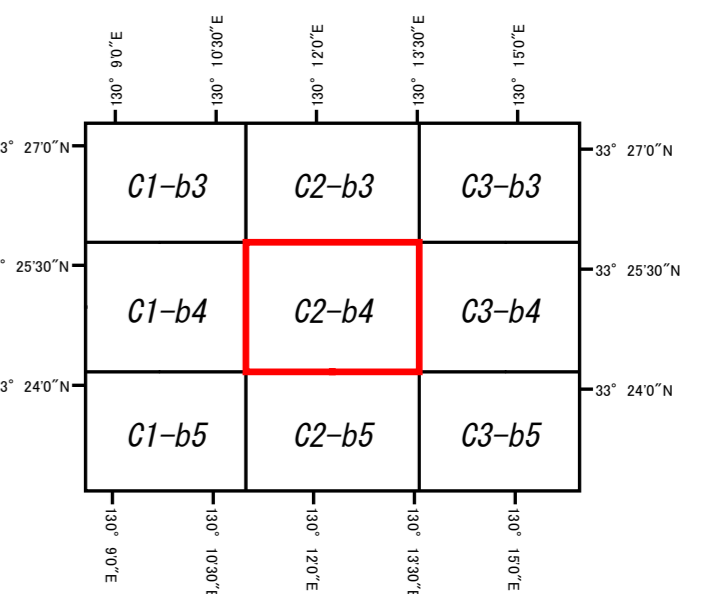 130° 9'0"E
130° 10'30"E
130° 12'0"E
130° 13'30"E
130° 15'0"E
3° 27'0"N
33° 27'0"N
C1-b3 C2-b3 C3-b3
° 25'30"N
33° 25'30"N
C1-b4 C2-b4 C3-b4
3° 24'0"N
33° 24'0"N
C1-b5 C2-b5 C3-b5
130° 9'0"E
130° 10'30"E
130° 12'0"E
130° 13'30"E
130° 15'0"E